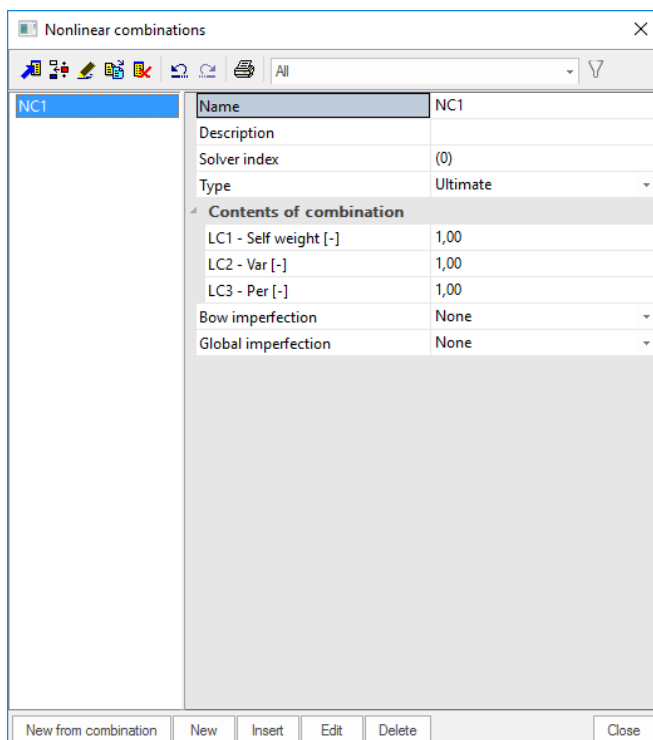 Nonlinear combinations
All
NC1
Name NC1
Description
Solver index (0)
Type Ultimate
Contents of combination
LC1 - Self weight [-] 1,00
LC2 - Var [-] 1,00
LC3 - Per [-] 1,00
Bow imperfection None
Global imperfection None
New from combination New Insert Edit Delete Close